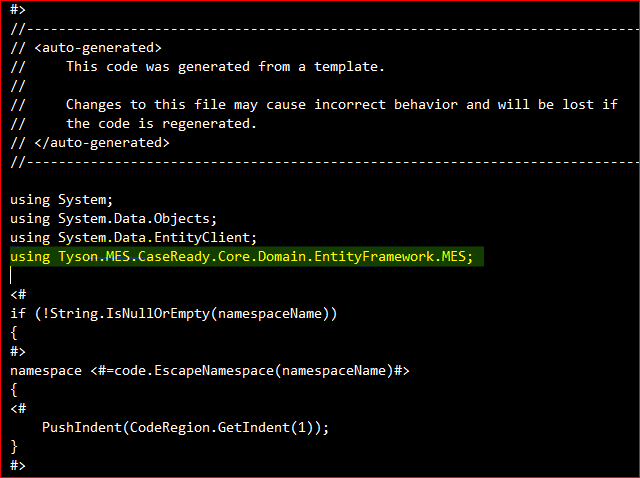 #>
//------------------------------------------------------------------------------
// <auto-generated>
//     This code was generated from a template.
//
//     Changes to this file may cause incorrect behavior and will be lost if
//     the code is regenerated.
// </auto-generated>
//------------------------------------------------------------------------------
using System;
using System.Data.Objects;
using System.Data.EntityClient;
using Tyson.MES.CaseReady.Core.Domain.EntityFramework.MES;
<#
if (!String.IsNullOrEmpty(namespaceName))
{
#>
namespace <#=code.EscapeNamespace(namespaceName)#>
{
<#
    PushIndent(CodeRegion.GetIndent(1));
}
#>